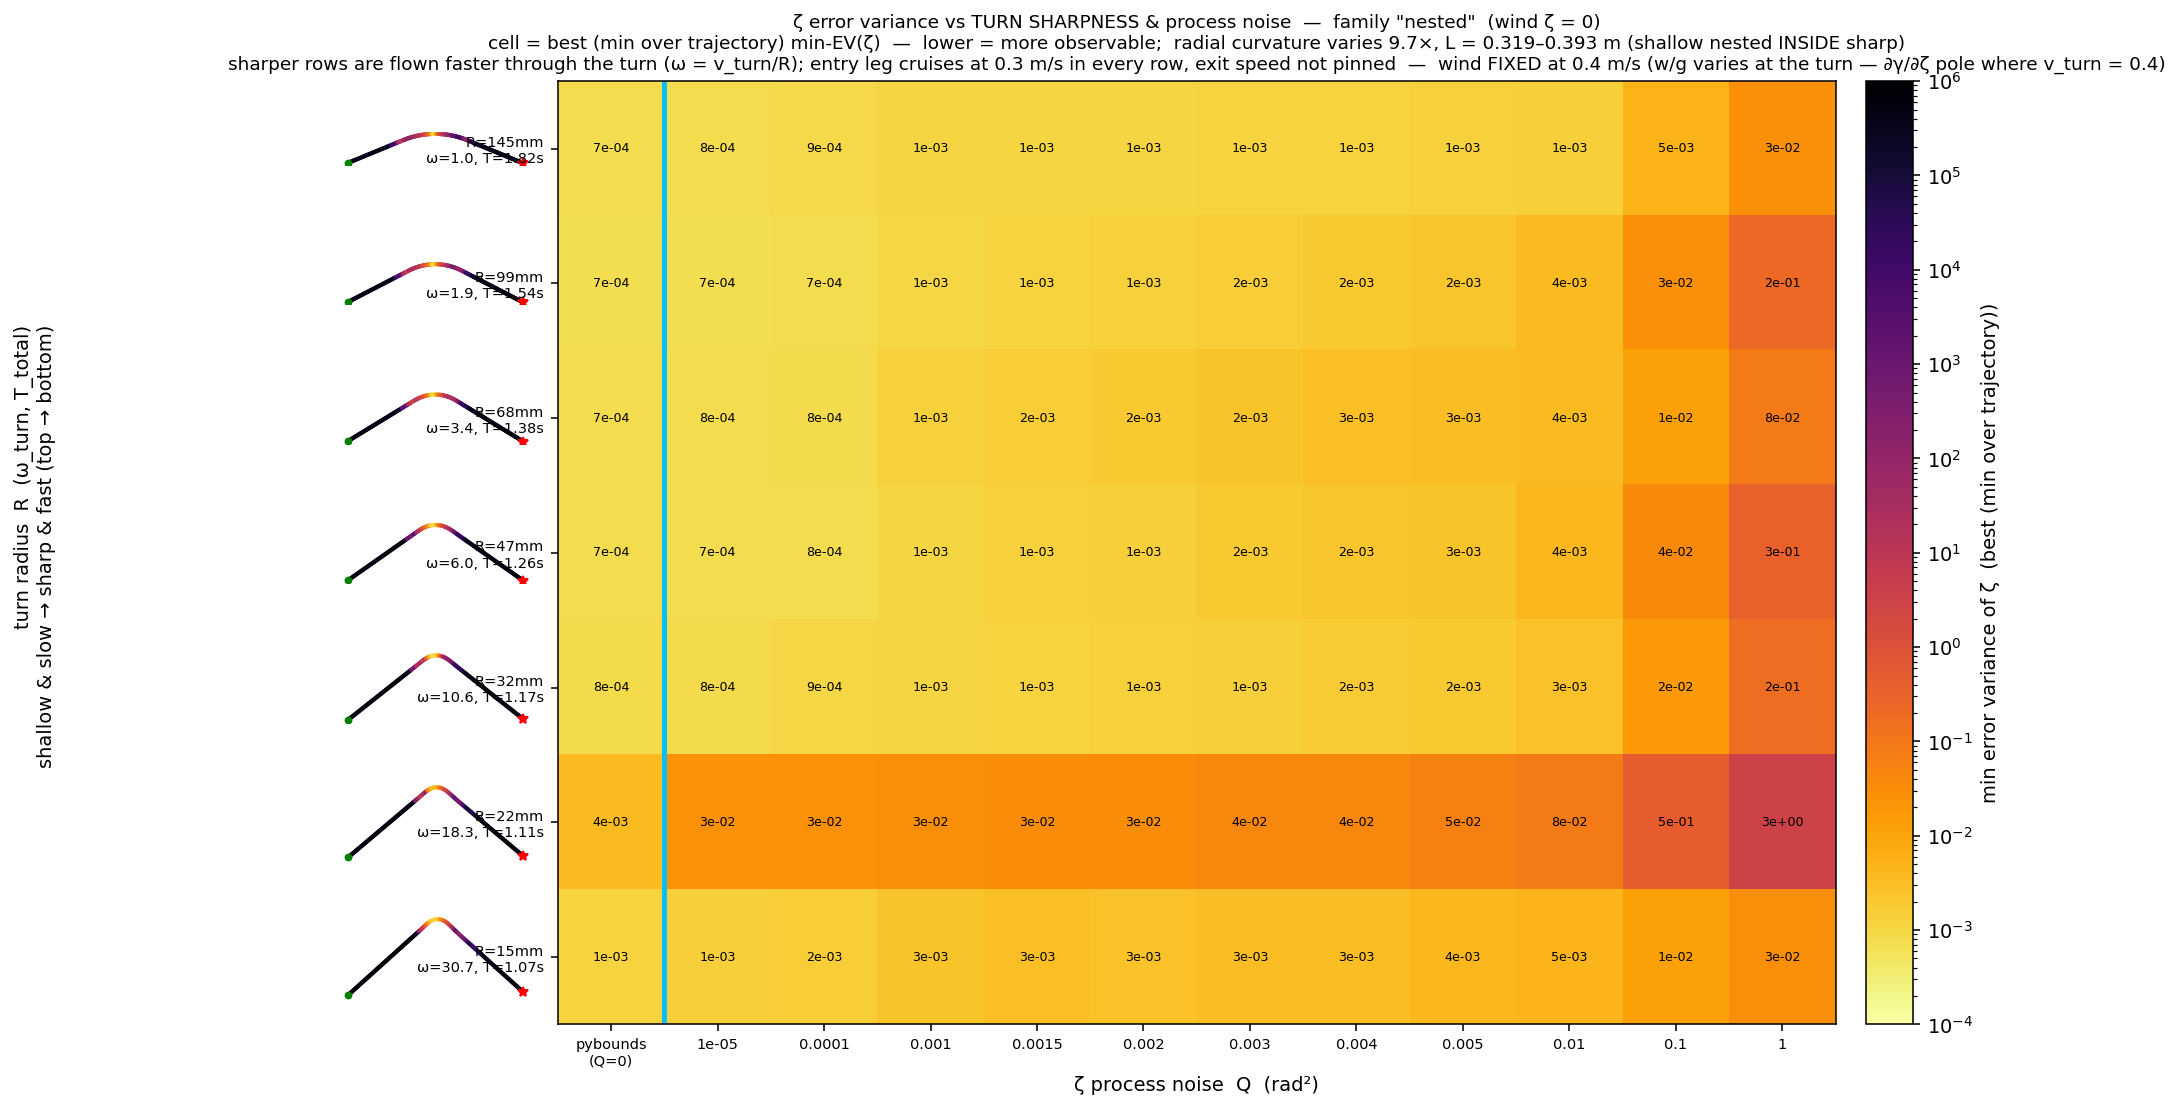 ζ error variance vs TURN SHARPNESS & process noise — family "nested" (wind ζ = 0)
cell = best (min over trajectory) min-EV(ζ) — lower = more observable; radial curvature varies 9.7×, L = 0.319–0.393 m (shallow nested INSIDE sharp)
sharper rows are flown faster through the turn (ω = v_turn/R); entry leg cruises at 0.3 m/s in every row, exit speed not pinned — wind FIXED at 0.4 m/s (w/g varies at the turn — ∂γ/∂ζ pole where v_turn = 0.4)
turn radius R (ω_turn, T_total)
shallow & slow → sharp & fast (top → bottom)
R=145mm
ω=1.0, T=1.82s
7e-04 8e-04 9e-04 1e-03 1e-03 1e-03 1e-03 1e-03 1e-03 1e-03 5e-03 3e-02
R=99mm
ω=1.9, T=1.54s
7e-04 7e-04 7e-04 1e-03 1e-03 1e-03 2e-03 2e-03 2e-03 4e-03 3e-02 2e-01
R=68mm
ω=3.4, T=1.38s
7e-04 8e-04 8e-04 1e-03 2e-03 2e-03 2e-03 3e-03 3e-03 4e-03 1e-02 8e-02
R=47mm
ω=6.0, T=1.26s
7e-04 7e-04 8e-04 1e-03 1e-03 1e-03 2e-03 2e-03 3e-03 4e-03 4e-02 3e-01
R=32mm
ω=10.6, T=1.17s
8e-04 8e-04 9e-04 1e-03 1e-03 1e-03 1e-03 2e-03 2e-03 3e-03 2e-02 2e-01
R=22mm
ω=18.3, T=1.11s
4e-03 3e-02 3e-02 3e-02 3e-02 3e-02 4e-02 4e-02 5e-02 8e-02 5e-01 3e+00
R=15mm
ω=30.7, T=1.07s
1e-03 1e-03 2e-03 3e-03 3e-03 3e-03 3e-03 3e-03 4e-03 5e-03 1e-02 3e-02
pybounds 1e-05 0.0001 0.001 0.0015 0.002 0.003 0.004 0.005 0.01 0.1 1
(Q=0)
ζ process noise Q (rad²)
10⁶
10⁵
10⁴
10³
10²
10¹
10⁰
10⁻¹
10⁻²
10⁻³
10⁻⁴
min error variance of ζ (best (min over trajectory))